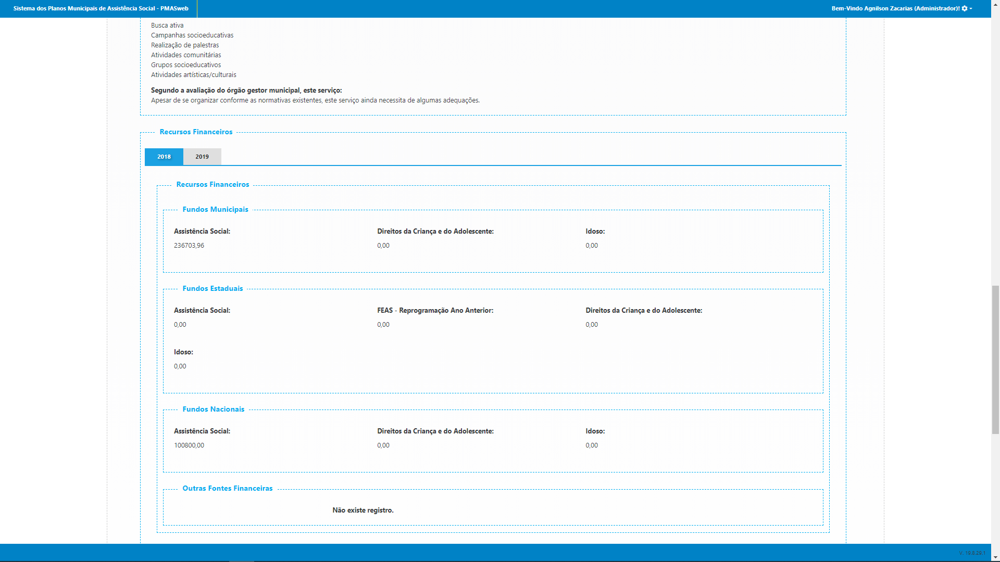 Sistema dos Planos Municipais de Assistência Social - PMASweb
Bem-Vindo Agnilson Zacarias (Administrador)!
Busca ativa
Campanhas socioeducativas
Realização de palestras
Atividades comunitárias
Grupos socioeducativos
Atividades artísticas/culturais
Segundo a avaliação do órgão gestor municipal, este serviço:
Apesar de se organizar conforme as normativas existentes, este serviço ainda necessita de algumas adequações.
Recursos Financeiros
2018 2019
Recursos Financeiros
Fundos Municipais
Assistência Social: Direitos da Criança e do Adolescente: Idoso:
236703,96 0,00 0,00
Fundos Estaduais
Assistência Social: FEAS - Reprogramação Ano Anterior: Direitos da Criança e do Adolescente:
0,00 0,00 0,00
Idoso:
0,00
Fundos Nacionais
Assistência Social: Direitos da Criança e do Adolescente: Idoso:
100800,00 0,00 0,00
Outras Fontes Financeiras
Não existe registro.
V. 19.8.29.1